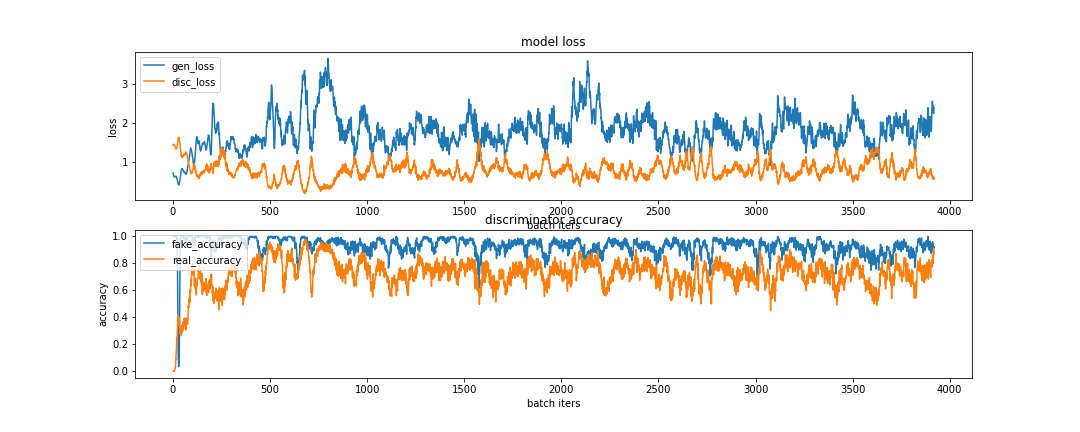 model loss
gen_loss
disc_loss
loss
3
2
1
0 500 1000 1500 2000 2500 3000 3500 4000
batch iters
discriminator accuracy
fake_accuracy
real_accuracy
accuracy
1.0
0.8
0.6
0.4
0.2
0.0
0 500 1000 1500 2000 2500 3000 3500 4000
batch iters